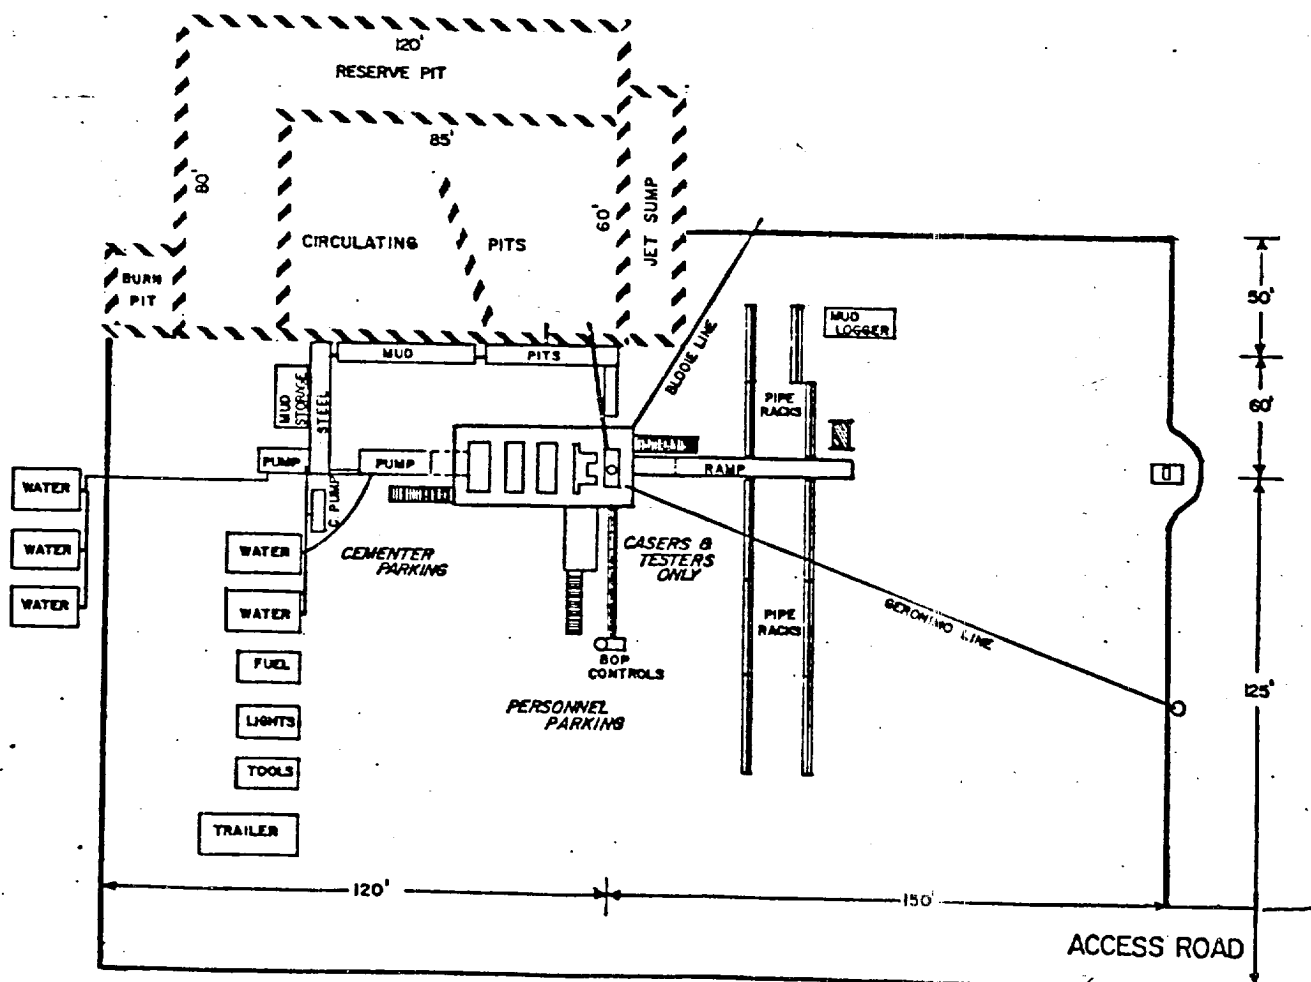 120'
RESERVE PIT
85'
80'
60'
CIRCULATING
PITS
JET SUMP
BURN
PIT
50'
MUD
LOGGER
BLOOIE LINE
MUD
PITS
MUD
STORAGE
STEEL
PIPE
RACKS
60'
PUMP
PUMP
RAMP
WATER
C. PUMP
WATER
WATER
CEMENTER
PARKING
CASERS &
TESTERS
ONLY
WATER
WATER
GERONIMO LINE
PIPE
RACKS
FUEL
BOP
CONTROLS
125'
LIGHTS
PERSONNEL
PARKING
TOOLS
TRAILER
120'
150'
ACCESS ROAD